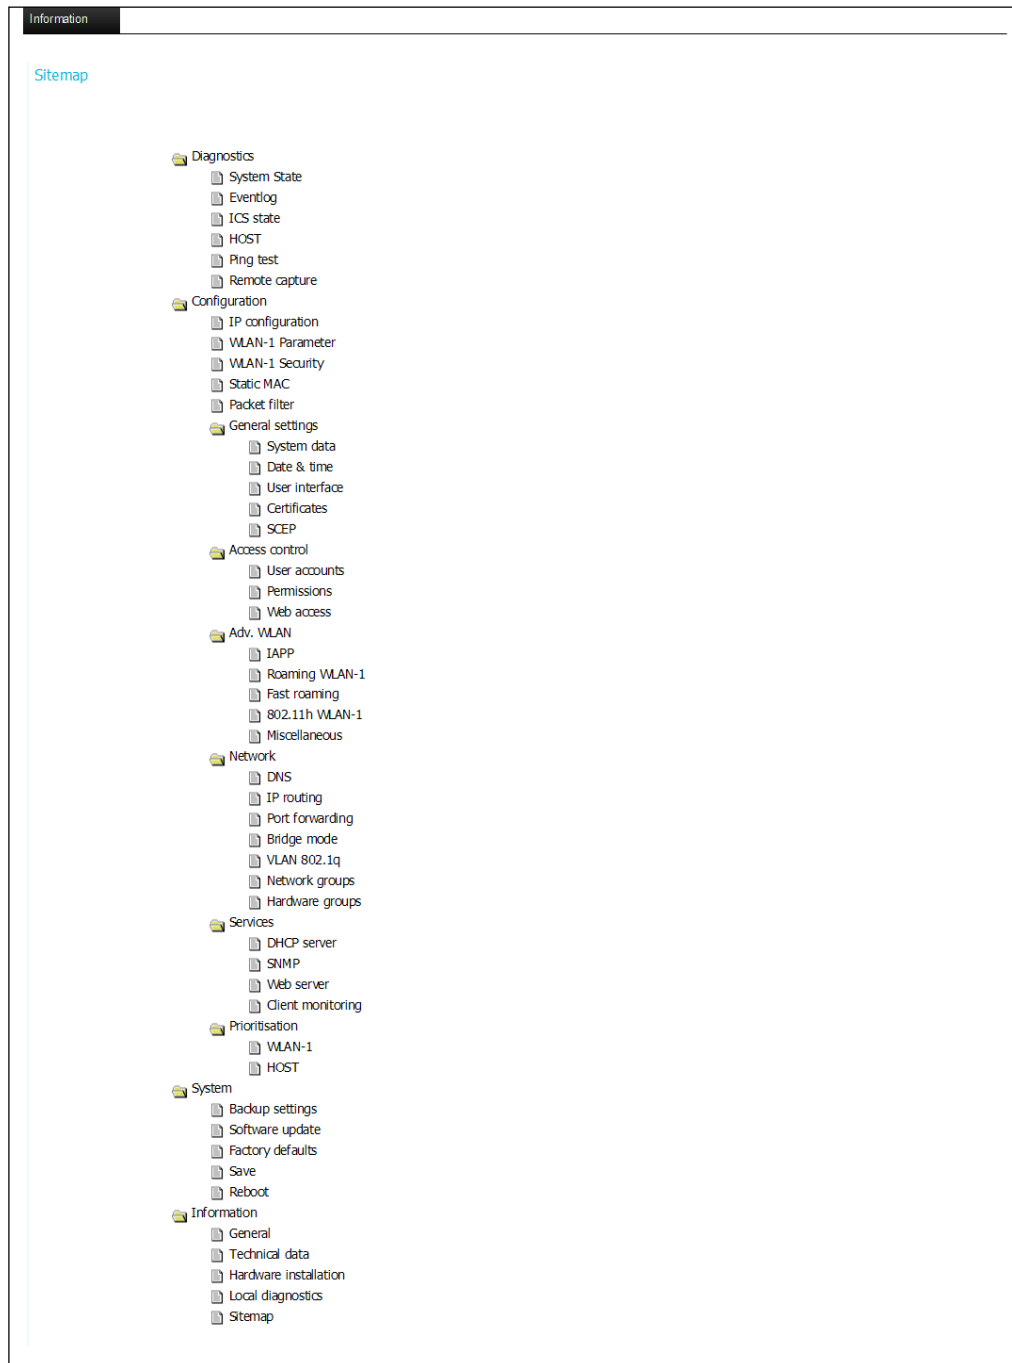 Information
Sitemap
Diagnostics
System State
Eventlog
ICS state
HOST
Ping test
Remote capture
Configuration
IP configuration
WLAN-1 Parameter
WLAN-1 Security
Static MAC
Packet filter
General settings
System data
Date & time
User interface
Certificates
SCEP
Access control
User accounts
Permissions
Web access
Adv. WLAN
IAPP
Roaming WLAN-1
Fast roaming
802.11h WLAN-1
Miscellaneous
Network
DNS
IP routing
Port forwarding
Bridge mode
VLAN 802.1q
Network groups
Hardware groups
Services
DHCP server
SNMP
Web server
Client monitoring
Prioritisation
WLAN-1
HOST
System
Backup settings
Software update
Factory defaults
Save
Reboot
Information
General
Technical data
Hardware installation
Local diagnostics
Sitemap